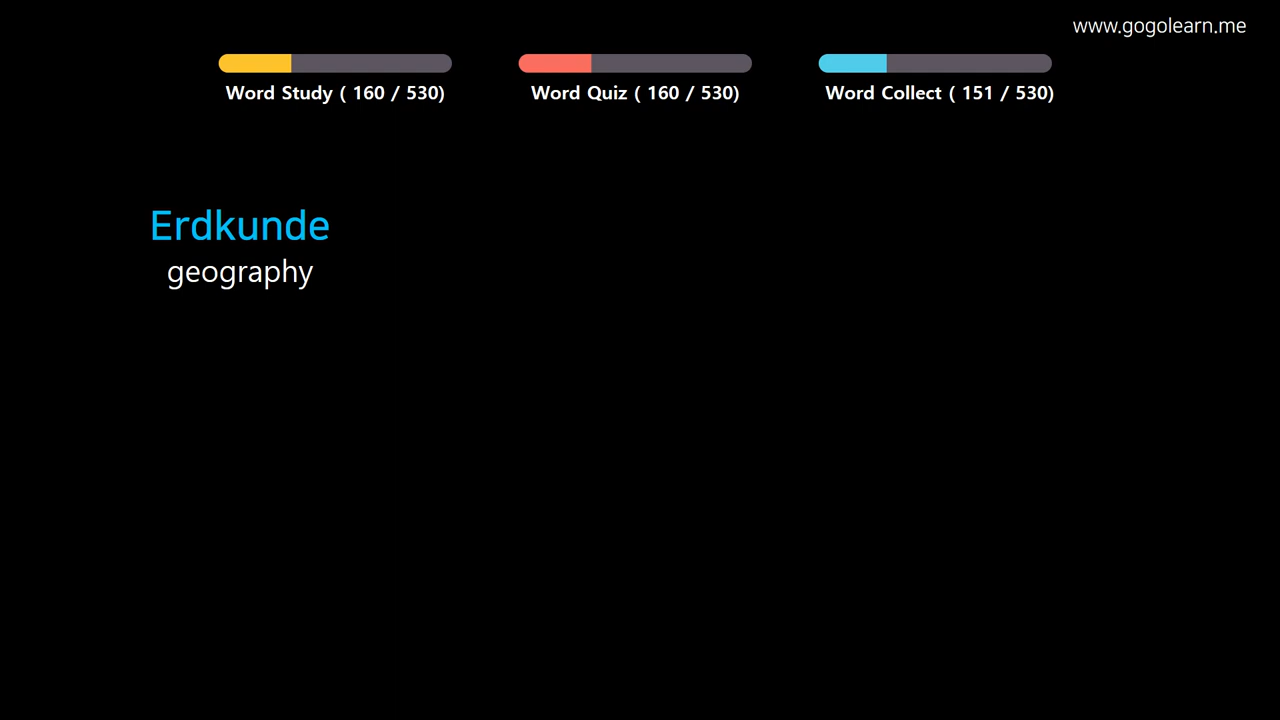 www.gogolearn.me
Word Study ( 160 / 530)
Word Quiz ( 160 / 530)
Word Collect ( 151 / 530)
Erdkunde
geography